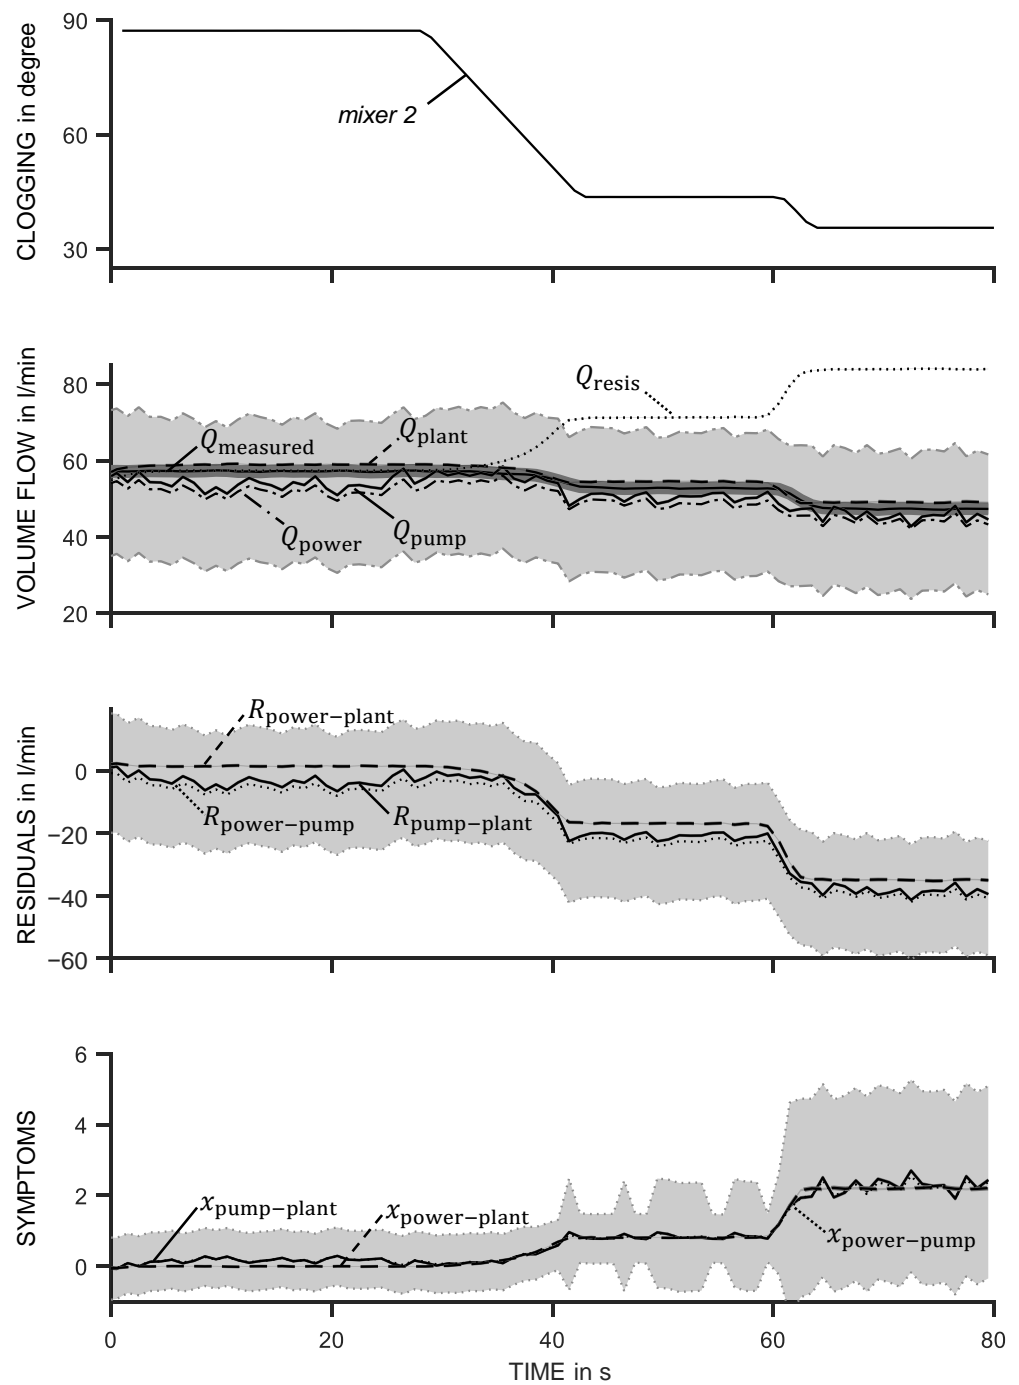 CLOGGING in degree
90
60
30
mixer 2
VOLUME FLOW in l/min
80
60
40
20
Q_resis
Q_measured
Q_plant
Q_power
Q_pump
RESIDUALS in l/min
0
−20
−40
−60
R_power−plant
R_power−pump
R_pump−plant
SYMPTOMS
6
4
2
0
x_pump−plant
x_power−plant
x_power−pump
0
20
40
60
80
TIME in s